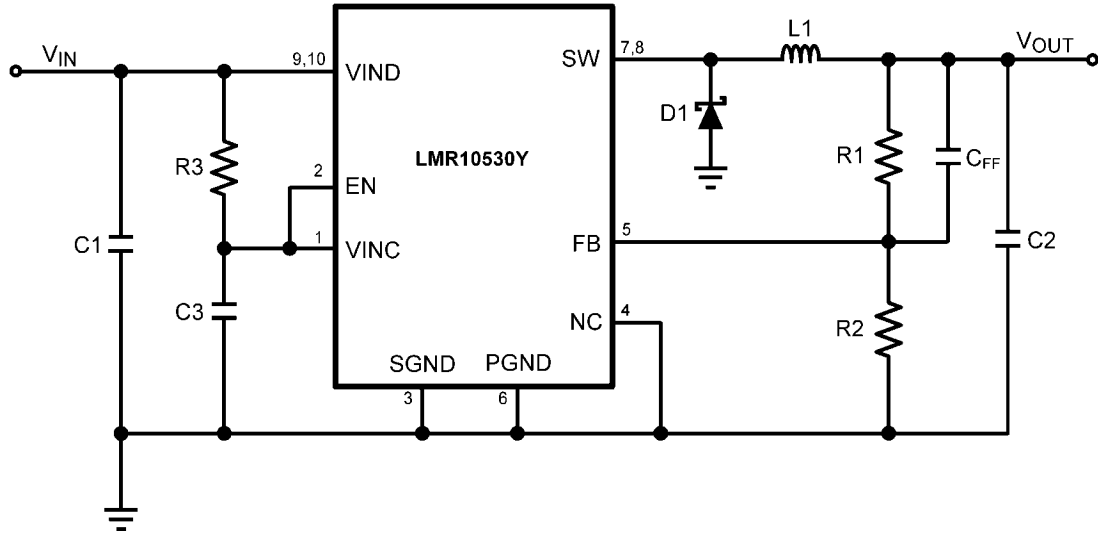 VIN
9,10
VIND
SW
7,8
L1
VOUT
D1
LMR10530Y
R3
R1
CFF
2
EN
1
VINC
FB
5
C1
C2
C3
NC
4
R2
SGND
PGND
3
6